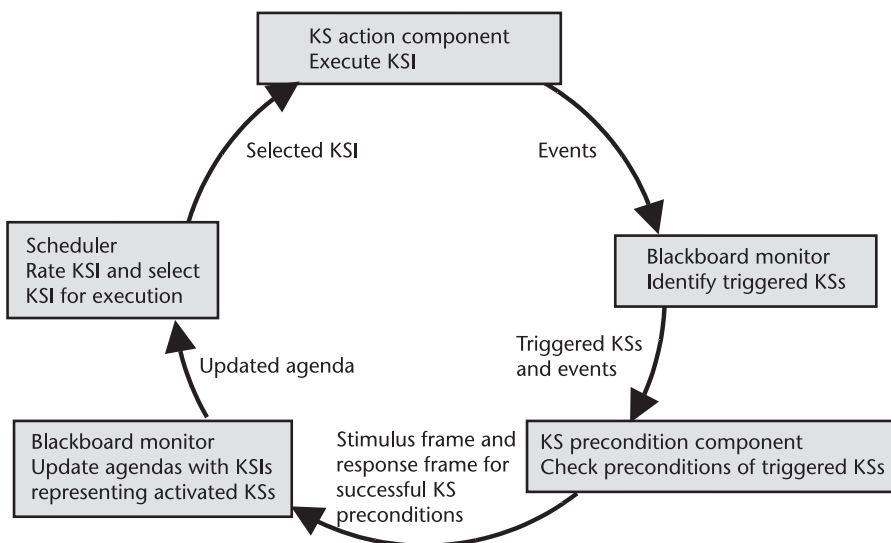 KS action component
Execute KSI
Selected KSI
Events
Scheduler
Rate KSI and select
KSI for execution
Blackboard monitor
Identify triggered KSs
Updated agenda
Triggered KSs
and events
Blackboard monitor
Update agendas with KSIs
representing activated KSs
Stimulus frame and
response frame for
successful KS
preconditions
KS precondition component
Check preconditions of triggered KSs